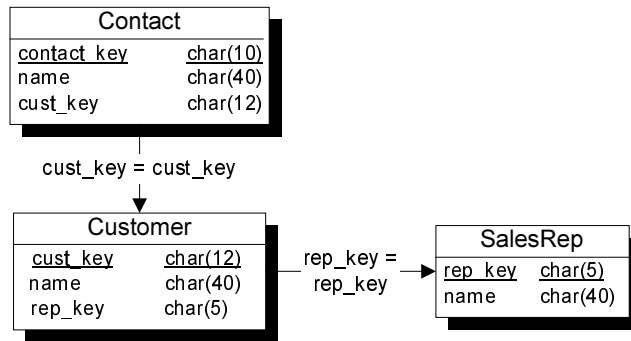 Contact
contact_key char(10)
name char(40)
cust_key char(12)
cust_key = cust_key
Customer
cust_key char(12)
name char(40)
rep_key char(5)
rep_key =
rep_key
SalesRep
rep_key char(5)
name char(40)